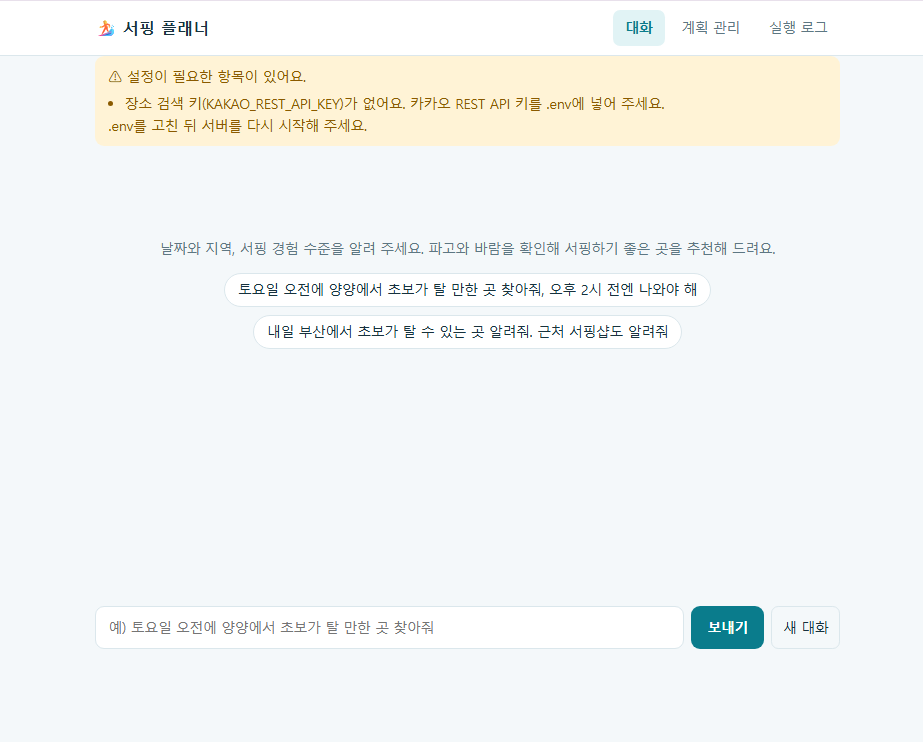 🏄 서핑 플래너
대화 계획 관리 실행 로그
⚠ 설정이 필요한 항목이 있어요.
• 장소 검색 키(KAKAO_REST_API_KEY)가 없어요. 카카오 REST API 키를 .env에 넣어 주세요.
.env를 고친 뒤 서버를 다시 시작해 주세요.
날짜와 지역, 서핑 경험 수준을 알려 주세요. 파고와 바람을 확인해 서핑하기 좋은 곳을 추천해 드려요.
토요일 오전에 양양에서 초보가 탈 만한 곳 찾아줘, 오후 2시 전엔 나와야 해
내일 부산에서 초보가 탈 수 있는 곳 알려줘. 근처 서핑샵도 알려줘
예) 토요일 오전에 양양에서 초보가 탈 만한 곳 찾아줘
보내기
새 대화